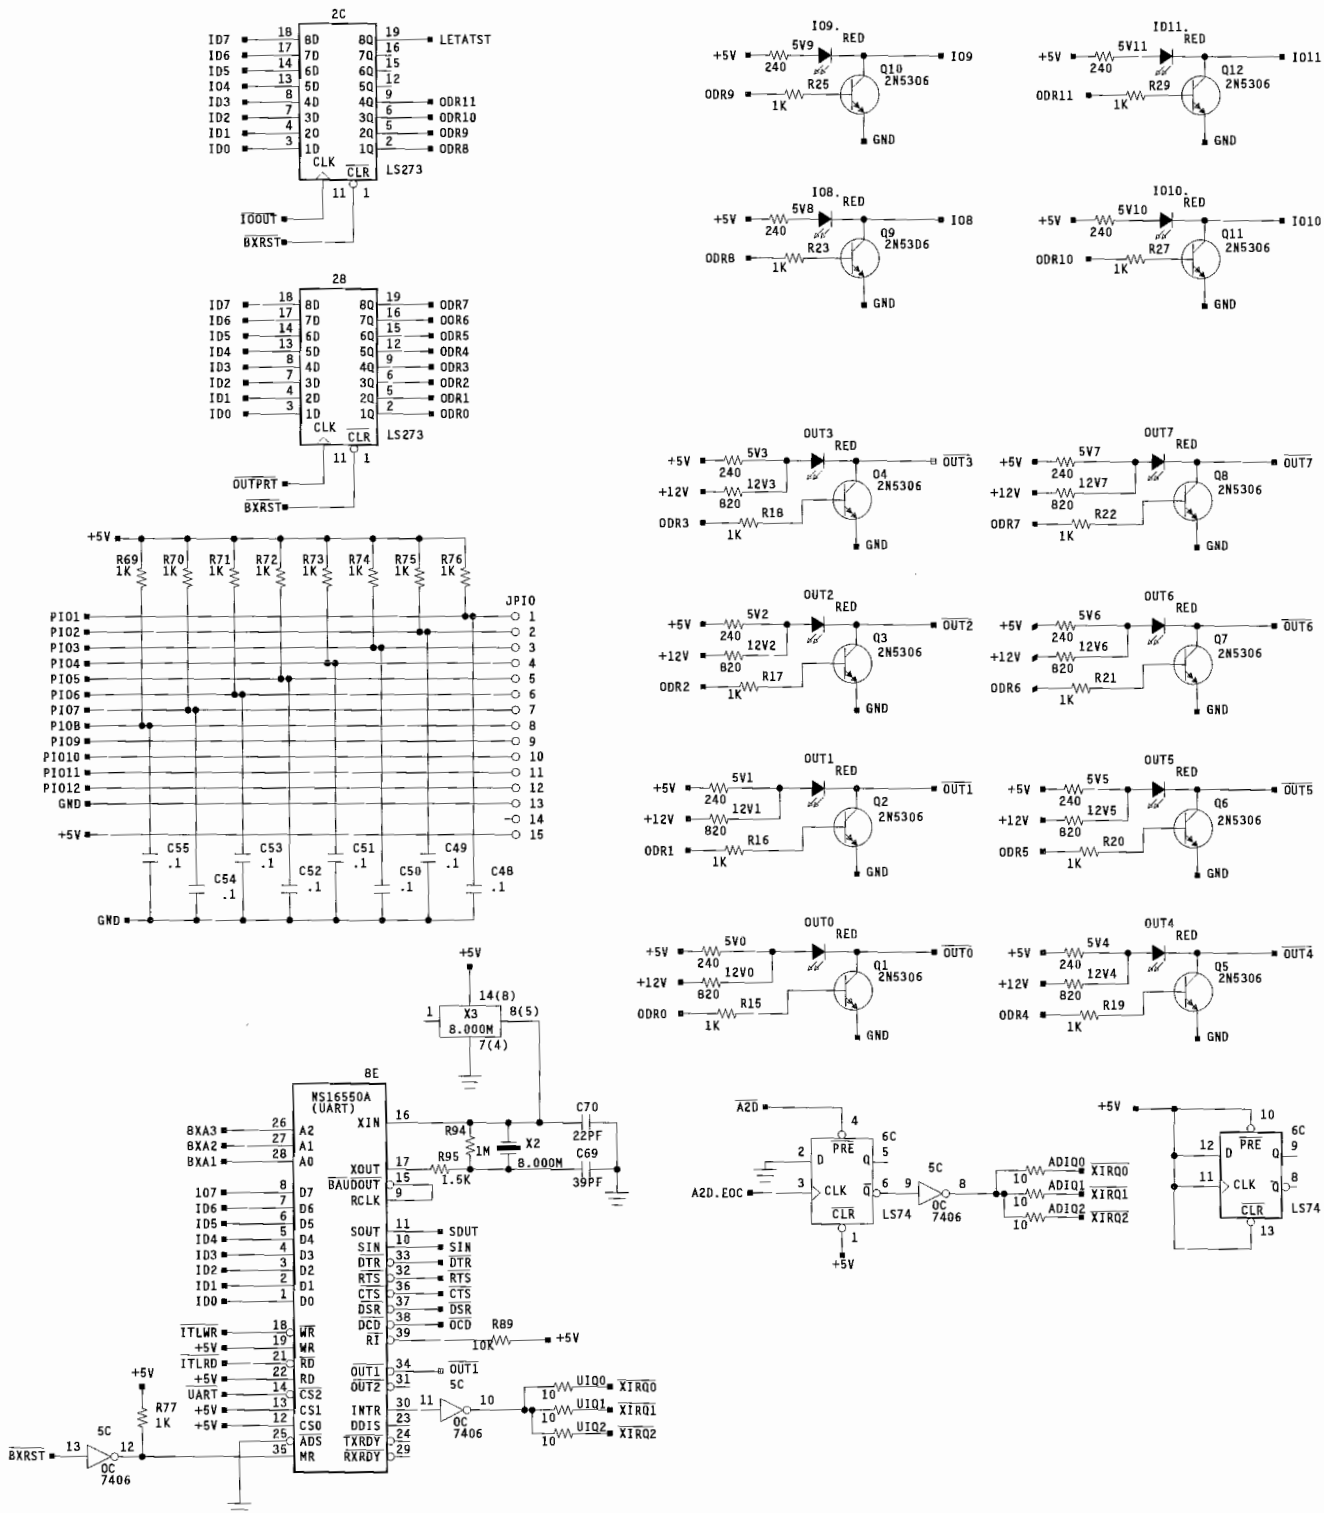 2C
ID7 18 8D 8Q 19 LETATST
ID6 17 7D 7Q 16
ID5 14 6D 6Q 15
IO4 13 5D 5Q 12
ID3 8 4D 4Q 9 ODR11
ID2 7 3D 3Q 6 ODR10
ID1 4 2O 2Q 5 ODR9
ID0 3 1D 1Q 2 ODR8
CLK CLR LS273
11 1
IOOUT
BXRST
28
ID7 18 8D 8Q 19 ODR7
ID6 17 7D 7Q 16 OOR6
ID5 14 6D 6Q 15 ODR5
ID4 13 5D 5Q 12 ODR4
ID3 8 4D 4Q 9 ODR3
ID2 7 3D 3Q 6 ODR2
ID1 4 2D 2Q 5 ODR1
ID0 3 1D 1Q 2 ODR0
CLK CLR LS273
11 1
OUTPRT
BXRST
+5V
R69 R70 R71 R72 R73 R74 R75 R76
1K 1K 1K 1K 1K 1K 1K 1K
JPIO
PIO1 1
PIO2 2
PIO3 3
PIO4 4
PIO5 5
PIO6 6
PIO7 7
PIO8 8
PIO9 9
PIO10 10
PIO11 11
PIO12 12
GND 13
14
+5V 15
C55 C53 C51 C49
.1 .1 .1 .1
C54 C52 C50 C48
.1 .1 .1 .1
GND
+5V
14(8)
1 X3 8(5)
8.000M
7(4)
8E
NS16550A
(UART)
XIN 16
C70
22PF
R94
1M
X2
8.000M
XOUT 17 R95
1.5K
C69
39PF
BAUDOUT 15
RCLK 9
8XA3 26 A2
BXA2 27 A1
BXA1 28 A0
1O7 8 D7
ID6 7 D6
ID5 6 D5
ID4 5 D4
ID3 4 D3
ID2 3 D2
ID1 2 D1
ID0 1 D0
SOUT 11 SDUT
SIN 10 SIN
DTR 33 DTR
RTS 32 RTS
CTS 36 CTS
DSR 37 DSR
DCD 38 OCD
RI 39 R89 +5V
10K
ITLWR 18 WR
+5V 19 WR
ITLRD 21 RD
+5V 22 RD
UART 14 CS2
+5V 13 CS1
+5V 12 CS0
25 ADS
35 MR
OUT1 34 OUT1
OUT2 31
INTR 30
DDIS 23
TXRDY 24
RXRDY 29
5C
11 10
OC
7406
10 UIQ0 XIRQ0
10 UIQ1 XIRQ1
10 UIQ2 XIRQ2
+5V
R77
1K
5C
BXRST 13 12
OC
7406
IO9.
+5V 5V9 RED IO9
240
Q10
2N5306
ODR9 R25
1K
GND
ID11.
+5V 5V11 RED IO11
240
Q12
2N5306
ODR11 R29
1K
GND
IO8.
+5V 5V8 RED IO8
240
Q9
2N53D6
ODR8 R23
1K
GND
IO10.
+5V 5V10 RED IO10
240
Q11
2N5306
ODR10 R27
1K
GND
OUT3
+5V 5V3 RED OUT3
240
+12V 12V3
820
Q4
2N5306
ODR3 R18
1K
GND
OUT7
+5V 5V7 RED OUT7
240
+12V 12V7
820
Q8
2N5306
ODR7 R22
1K
GND
OUT2
+5V 5V2 RED OUT2
240
+12V 12V2
820
Q3
2N5306
ODR2 R17
1K
GND
OUT6
+5V 5V6 RED OUT6
240
+12V 12V6
820
Q7
2N5306
ODR6 R21
1K
GND
OUT1
+5V 5V1 RED OUT1
240
+12V 12V1
820
Q2
2N5306
ODR1 R16
1K
GND
OUT5
+5V 5V5 RED OUT5
240
+12V 12V5
820
Q6
2N5306
ODR5 R20
1K
GND
OUT0
+5V 5V0 RED OUT0
240
+12V 12V0
820
Q1
2N5306
ODR0 R15
1K
GND
OUT4
+5V 5V4 RED OUT4
240
+12V 12V4
820
Q5
2N5306
ODR4 R19
1K
GND
A2D
4 6C
2 D PRE Q 5
A2D.EOC 3 CLK Q 6
CLR LS74
1
+5V
5C
9 8
OC
7406
10 ADIQ0 XIRQ0
10 ADIQ1 XIRQ1
10 ADIQ2 XIRQ2
+5V
10 6C
12 D PRE Q 9
11 CLK Q 8
CLR LS74
13